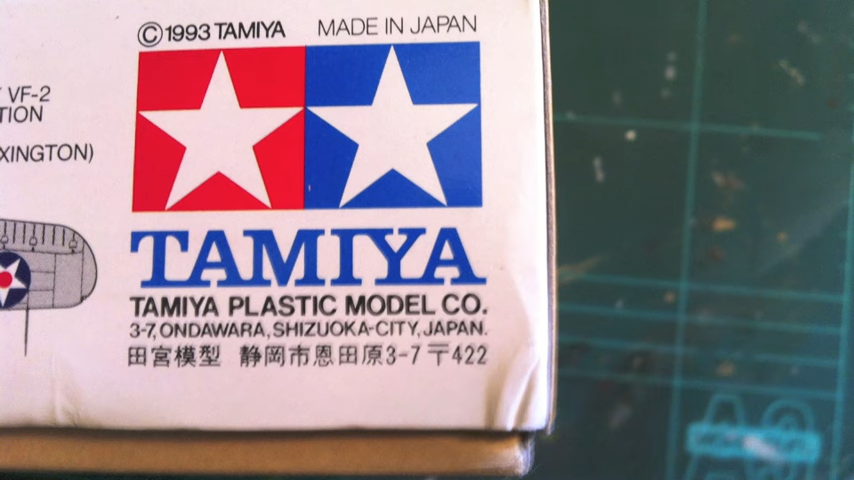 ©1993 TAMIYA MADE IN JAPAN
VF-2
TION
XINGTON)
TAMIYA
TAMIYA PLASTIC MODEL CO.
3-7, ONDAWARA, SHIZUOKA-CITY, JAPAN.
田宮模型 静岡市恩田原3-7 〒422